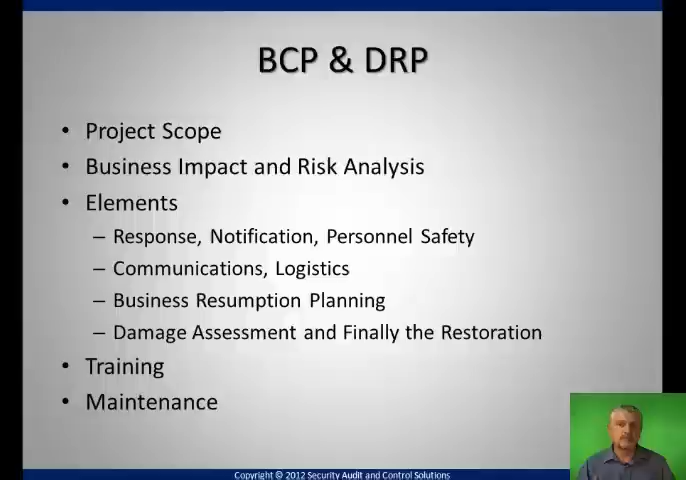 BCP & DRP
• Project Scope
• Business Impact and Risk Analysis
• Elements
– Response, Notification, Personnel Safety
– Communications, Logistics
– Business Resumption Planning
– Damage Assessment and Finally the Restoration
• Training
• Maintenance
Copyright © 2012 Security Audit and Control Solutions